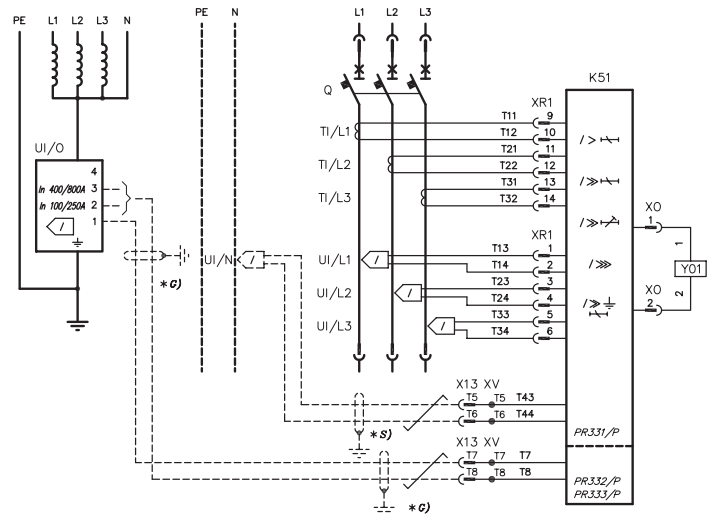 PE L1 L2 L3 N
PE N
L1 L2 L3
Q
K51
XR1
UI/O
4
In 400/800A 3
In 100/250A 2
1
I
*G)
UI/N
I
TI/L1
TI/L2
TI/L3
T11 9
T12 10
T21 11
T22 12
T31 13
T32 14
XR1
UI/L1
I
UI/L2
I
UI/L3
I
T13 1
T14 2
T23 3
T24 4
T33 5
T34 6
I>
I≫
I≫
I⋙
I≫
XO
1
1
Y01
2
XO
2
X13 XV
T5 T5 T43
T6 T6 T44
*S)
PR331/P
X13 XV
T7 T7 T7
T8 T8 T8
*G)
PR332/P
PR333/P